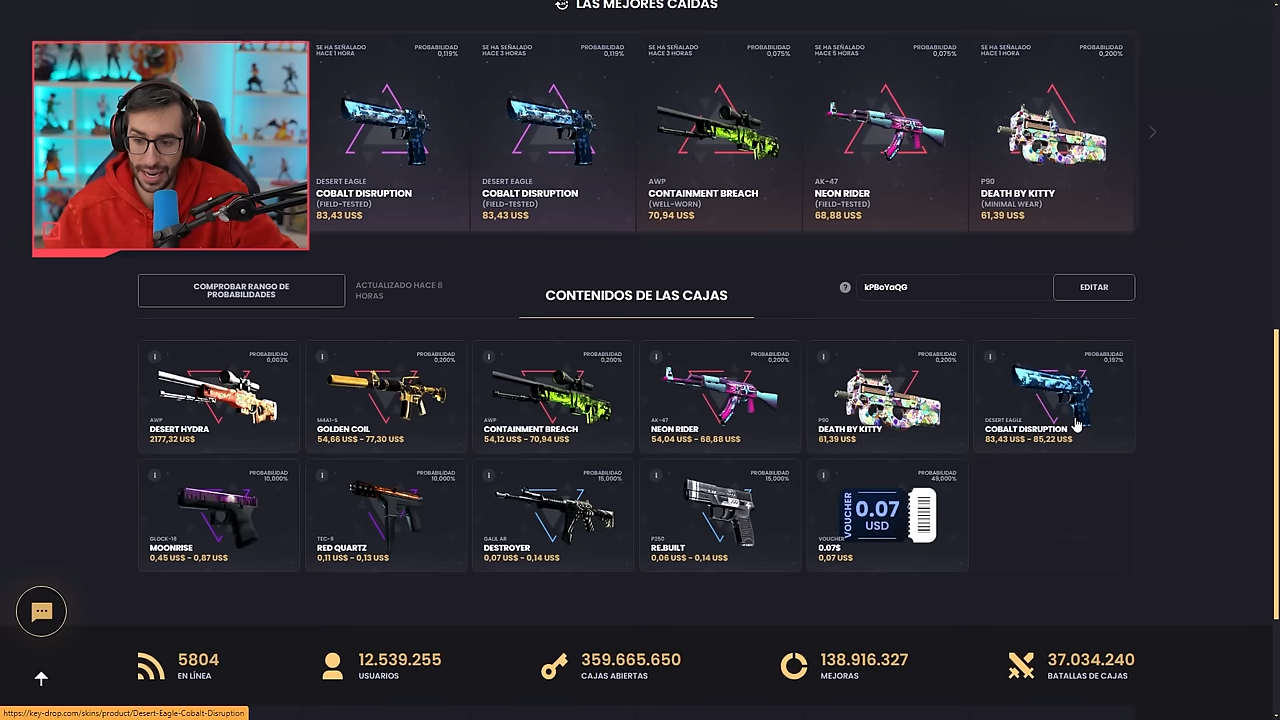 LAS MEJORES CAÍDAS
SE HA SEÑALADO
HACE 1 HORAS
PROBABILIDAD
0,119%
DESERT EAGLE
COBALT DISRUPTION
(FIELD-TESTED)
83,43 US$
SE HA SEÑALADO
HACE 3 HORAS
PROBABILIDAD
0,119%
DESERT EAGLE
COBALT DISRUPTION
(FIELD-TESTED)
83,43 US$
SE HA SEÑALADO
HACE 3 HORAS
PROBABILIDAD
0,075%
AWP
CONTAINMENT BREACH
(WELL-WORN)
70,94 US$
SE HA SEÑALADO
HACE 5 HORAS
PROBABILIDAD
0,075%
AK-47
NEON RIDER
(FIELD-TESTED)
68,88 US$
SE HA SEÑALADO
HACE 1 HORA
PROBABILIDAD
0,200%
P90
DEATH BY KITTY
(MINIMAL WEAR)
61,39 US$
COMPROBAR RANGO DE
PROBABILIDADES
ACTUALIZADO HACE 8
HORAS
CONTENIDOS DE LAS CAJAS
?
kPBoYaQG
EDITAR
PROBABILIDAD
0,003%
AWP
DESERT HYDRA
2177,32 US$
PROBABILIDAD
0,200%
M4A1-S
GOLDEN COIL
54,66 US$ - 77,30 US$
PROBABILIDAD
0,200%
AWP
CONTAINMENT BREACH
54,12 US$ - 70,94 US$
PROBABILIDAD
0,200%
AK-47
NEON RIDER
54,04 US$ - 68,88 US$
PROBABILIDAD
0,200%
P90
DEATH BY KITTY
61,39 US$
PROBABILIDAD
0,197%
DESERT EAGLE
COBALT DISRUPTION
83,43 US$ - 85,22 US$
PROBABILIDAD
10,000%
GLOCK-18
MOONRISE
0,45 US$ - 0,87 US$
PROBABILIDAD
10,000%
TEC-9
RED QUARTZ
0,11 US$ - 0,13 US$
PROBABILIDAD
15,000%
GALIL AR
DESTROYER
0,07 US$ - 0,14 US$
PROBABILIDAD
15,000%
P250
RE.BUILT
0,06 US$ - 0,14 US$
PROBABILIDAD
49,000%
VOUCHER
0.07
USD
VOUCHER
0.07$
0,07 US$
5804
EN LÍNEA
12.539.255
USUARIOS
359.665.650
CAJAS ABIERTAS
138.916.327
MEJORAS
37.034.240
BATALLAS DE CAJAS
https://key-drop.com/skins/product/Desert-Eagle-Cobalt-Disruption